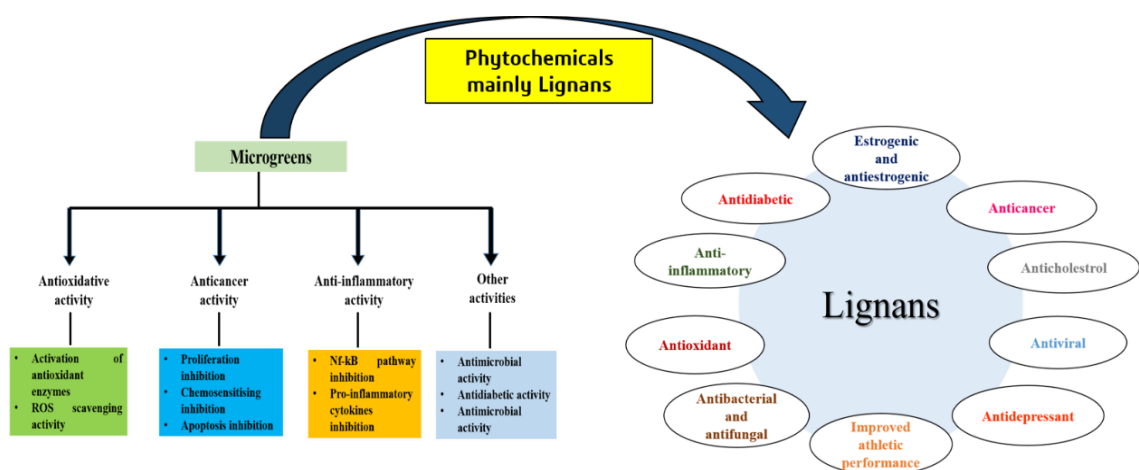 Phytochemicals
mainly Lignans
Microgreens
Antioxidative
activity
Anticancer
activity
Anti-inflammatory
activity
Other
activities
• Activation of
antioxidant
enzymes
• ROS scavenging
activity
• Proliferation
inhibition
• Chemosensitising
inhibition
• Apoptosis inhibition
• Nf-kB pathway
inhibition
• Pro-inflammatory
cytokines
inhibition
• Antimicrobial
activity
• Antidiabetic activity
• Antimicrobial
activity
Lignans
Estrogenic
and
antiestrogenic
Anticancer
Anticholestrol
Antiviral
Antidepressant
Improved
athletic
performance
Antibacterial
and
antifungal
Antioxidant
Anti-
inflammatory
Antidiabetic